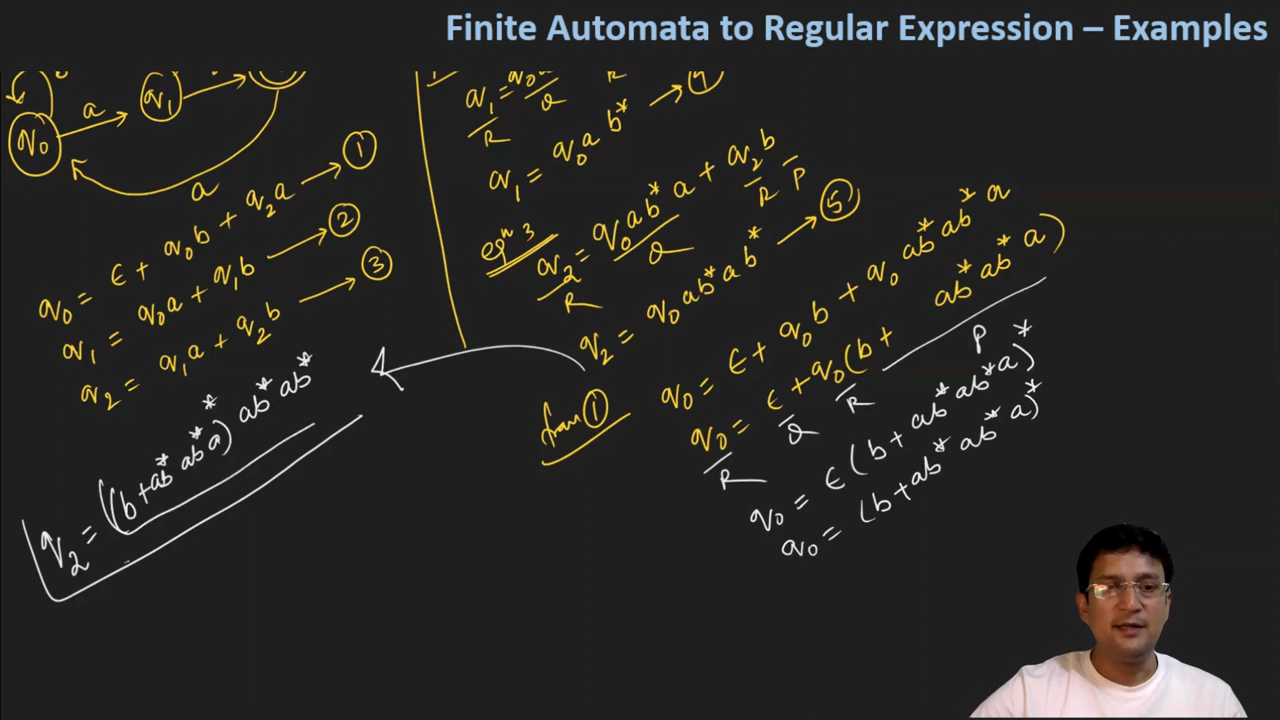 Finite Automata to Regular Expression – Examples
q0 a q1
a
q0 = ε + q0b + q2a → ①
q1 = q0a + q1b → ②
q2 = q1a + q2b → ③
q1 = q0a
R Q R
q1 = q0ab* → ④
eqn 3
q2 = q0ab*a + q2b
R Q R P
q2 = q0ab*ab* → ⑤
from ①
q0 = ε + q0b + q0ab*ab*a
q0 = ε + q0(b + ab*ab*a)
R Q R P
q0 = ε(b + ab*ab*a)*
q0 = (b + ab*ab*a)*
q2 = ((b + ab*ab*a)*ab*ab*